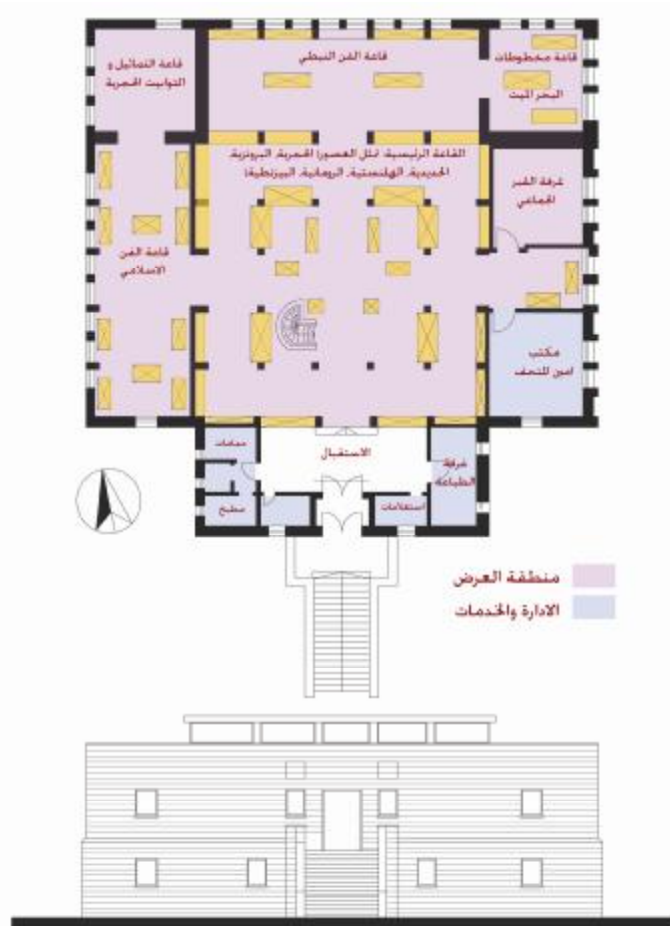 قاعة التماثيل و
التوابيت الحجرية
قاعة الفن النبطي
قاعة مخطوطات
البحر الميت
القاعة الرئيسية: تمثل العصور: الحجرية، البرونزية،
الحديدية، الهلنستية، الرومانية، البيزنطية)
غرفة القبر
الجماعي
قاعة الفن
الاسلامي
مكتب
امين المتحف
حمامات
الاستقبال
غرفة
الطباعة
مطبخ
استعلامات
منطقة العرض
الادارة والخدمات